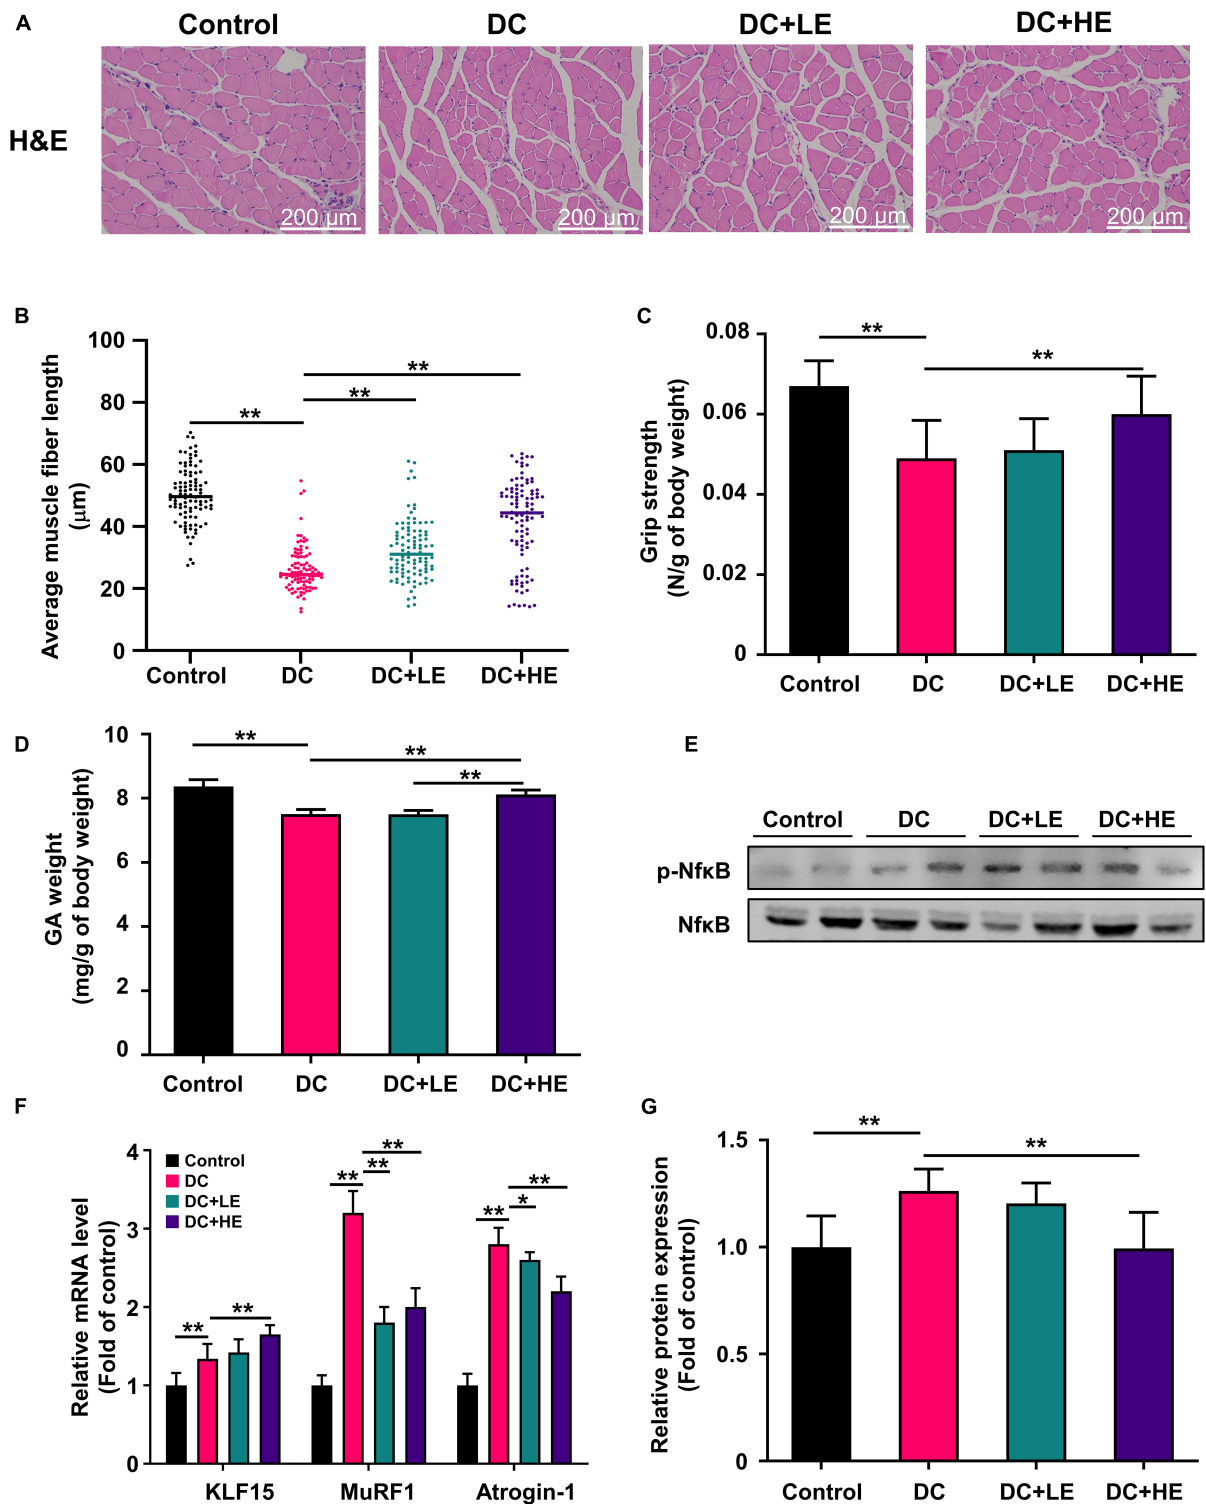 A
Control
DC
DC+LE
DC+HE
H&E
200 µm
200 µm
200 µm
200 µm
B
Average muscle fiber length
(µm)
100
80
60
40
20
0
**
**
**
Control
DC
DC+LE
DC+HE
C
Grip strength
(N/g of body weight)
0.08
0.06
0.04
0.02
0
**
**
Control
DC
DC+LE
DC+HE
D
GA weight
(mg/g of body weight)
10
8
6
4
2
0
**
**
**
Control
DC
DC+LE
DC+HE
E
Control
DC
DC+LE
DC+HE
p-NfκB
NfκB
F
Relative mRNA level
(Fold of control)
4
3
2
1
0
Control
DC
DC+LE
DC+HE
**
**
**
**
**
**
*
**
KLF15
MuRF1
Atrogin-1
G
Relative protein expression
(Fold of control)
1.5
1.0
0.5
0
**
**
Control
DC
DC+LE
DC+HE